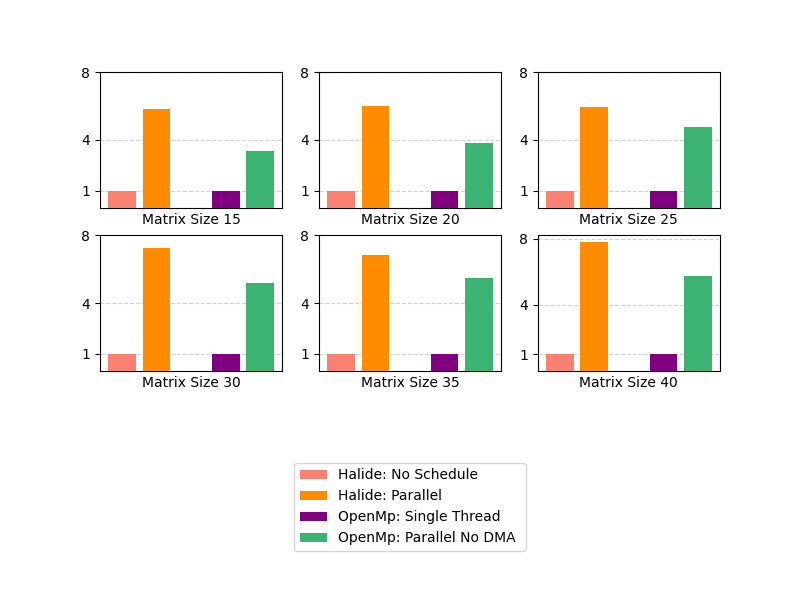 8
4
1
Matrix Size 15
8
4
1
Matrix Size 20
8
4
1
Matrix Size 25
8
4
1
Matrix Size 30
8
4
1
Matrix Size 35
8
4
1
Matrix Size 40
Halide: No Schedule
Halide: Parallel
OpenMp: Single Thread
OpenMp: Parallel No DMA